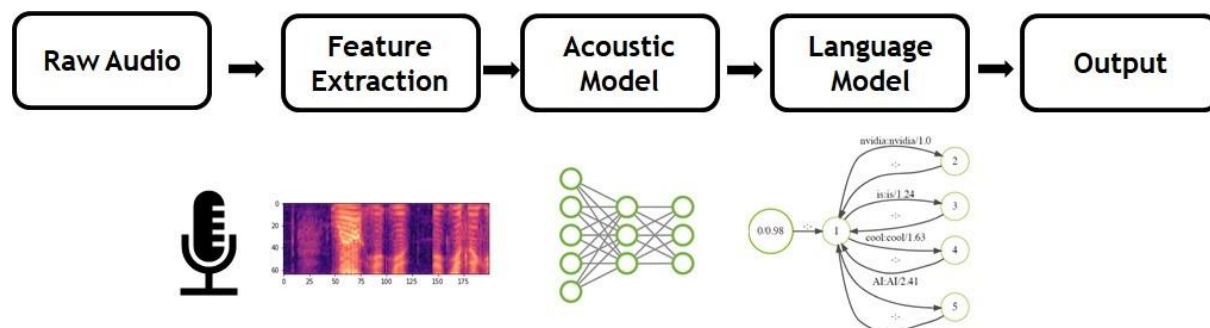 Raw Audio
Feature
Extraction
Acoustic
Model
Language
Model
Output
0
20
40
60
0 25 50 75 100 125 150 175
nvidia:nvidia/1.0
-:-
2
is:is/1.24
-:-
3
0/0.98
-:-
1
cool:cool/1.63
-:-
4
AI:AI/2.41
-:-
5